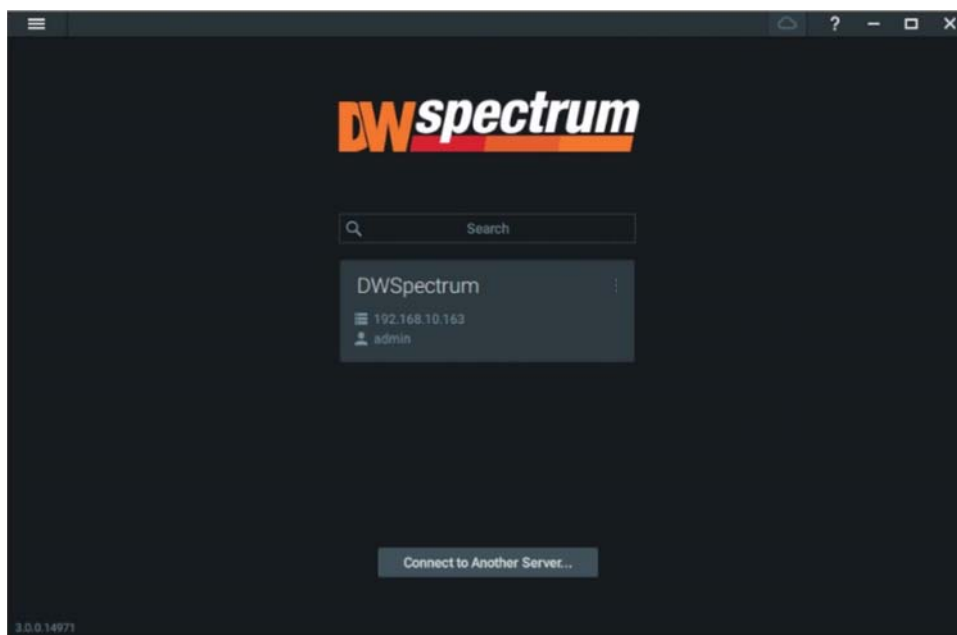 ?
DWspectrum
Search
DWSpectrum
192.168.10.163
admin
Connect to Another Server...
3.0.0.14971